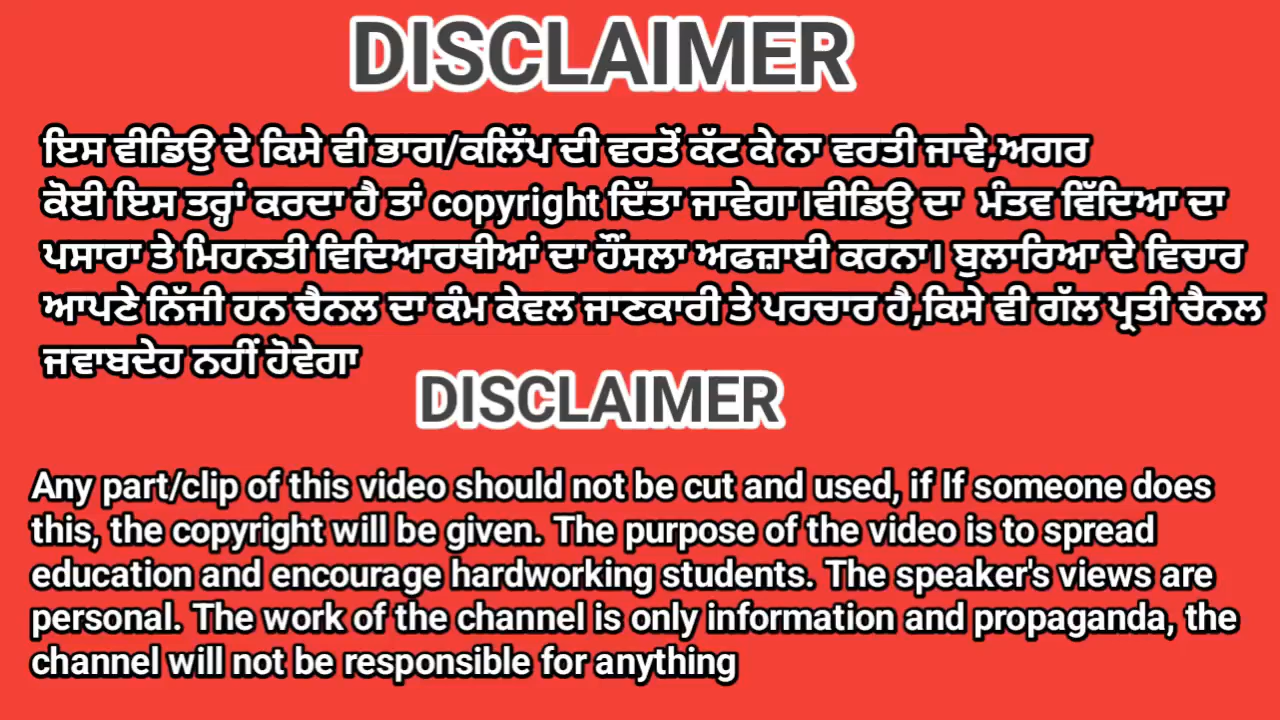 DISCLAIMER
ਇਸ ਵੀਡਿਉ ਦੇ ਕਿਸੇ ਵੀ ਭਾਗ/ਕਲਿੱਪ ਦੀ ਵਰਤੋਂ ਕੱਟ ਕੇ ਨਾ ਵਰਤੀ ਜਾਵੇ,ਅਗਰ
ਕੋਈ ਇਸ ਤਰ੍ਹਾਂ ਕਰਦਾ ਹੈ ਤਾਂ copyright ਦਿੱਤਾ ਜਾਵੇਗਾ।ਵੀਡਿਉ ਦਾ ਮੰਤਵ ਵਿੱਦਿਆ ਦਾ
ਪਸਾਰਾ ਤੇ ਮਿਹਨਤੀ ਵਿਦਿਆਰਥੀਆਂ ਦਾ ਹੌਂਸਲਾ ਅਫਜ਼ਾਈ ਕਰਨਾ। ਬੁਲਾਰਿਆ ਦੇ ਵਿਚਾਰ
ਆਪਣੇ ਨਿੱਜੀ ਹਨ ਚੈਨਲ ਦਾ ਕੰਮ ਕੇਵਲ ਜਾਣਕਾਰੀ ਤੇ ਪਰਚਾਰ ਹੈ,ਕਿਸੇ ਵੀ ਗੱਲ ਪ੍ਰਤੀ ਚੈਨਲ
ਜਵਾਬਦੇਹ ਨਹੀਂ ਹੋਵੇਗਾ
DISCLAIMER
Any part/clip of this video should not be cut and used, if If someone does
this, the copyright will be given. The purpose of the video is to spread
education and encourage hardworking students. The speaker's views are
personal. The work of the channel is only information and propaganda, the
channel will not be responsible for anything